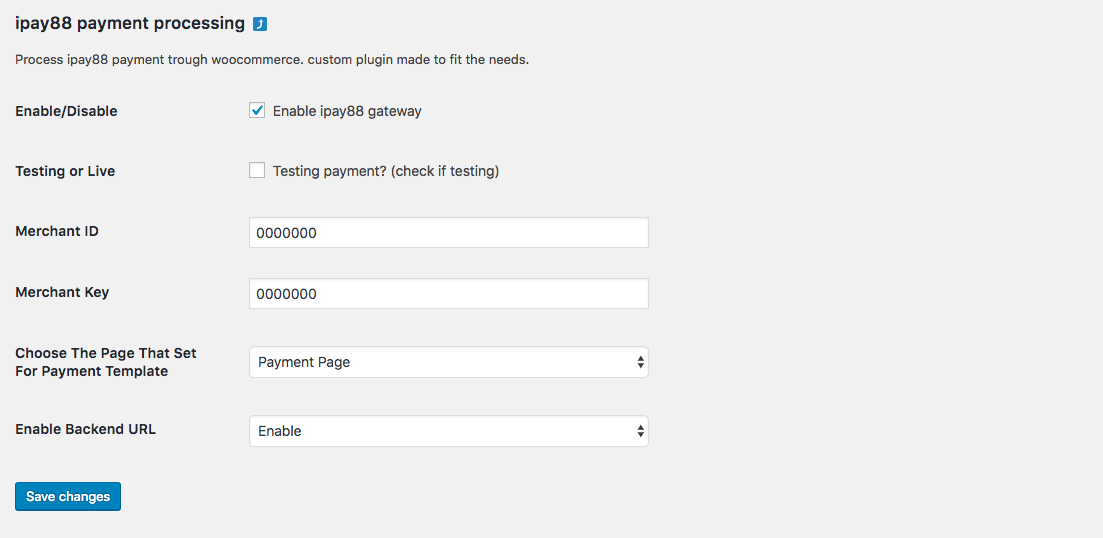 ipay88 payment processing
Process ipay88 payment trough woocommerce. custom plugin made to fit the needs.
Enable/Disable
Enable ipay88 gateway
Testing or Live
Testing payment? (check if testing)
Merchant ID
0000000
Merchant Key
0000000
Choose The Page That Set
For Payment Template
Payment Page
Enable Backend URL
Enable
Save changes